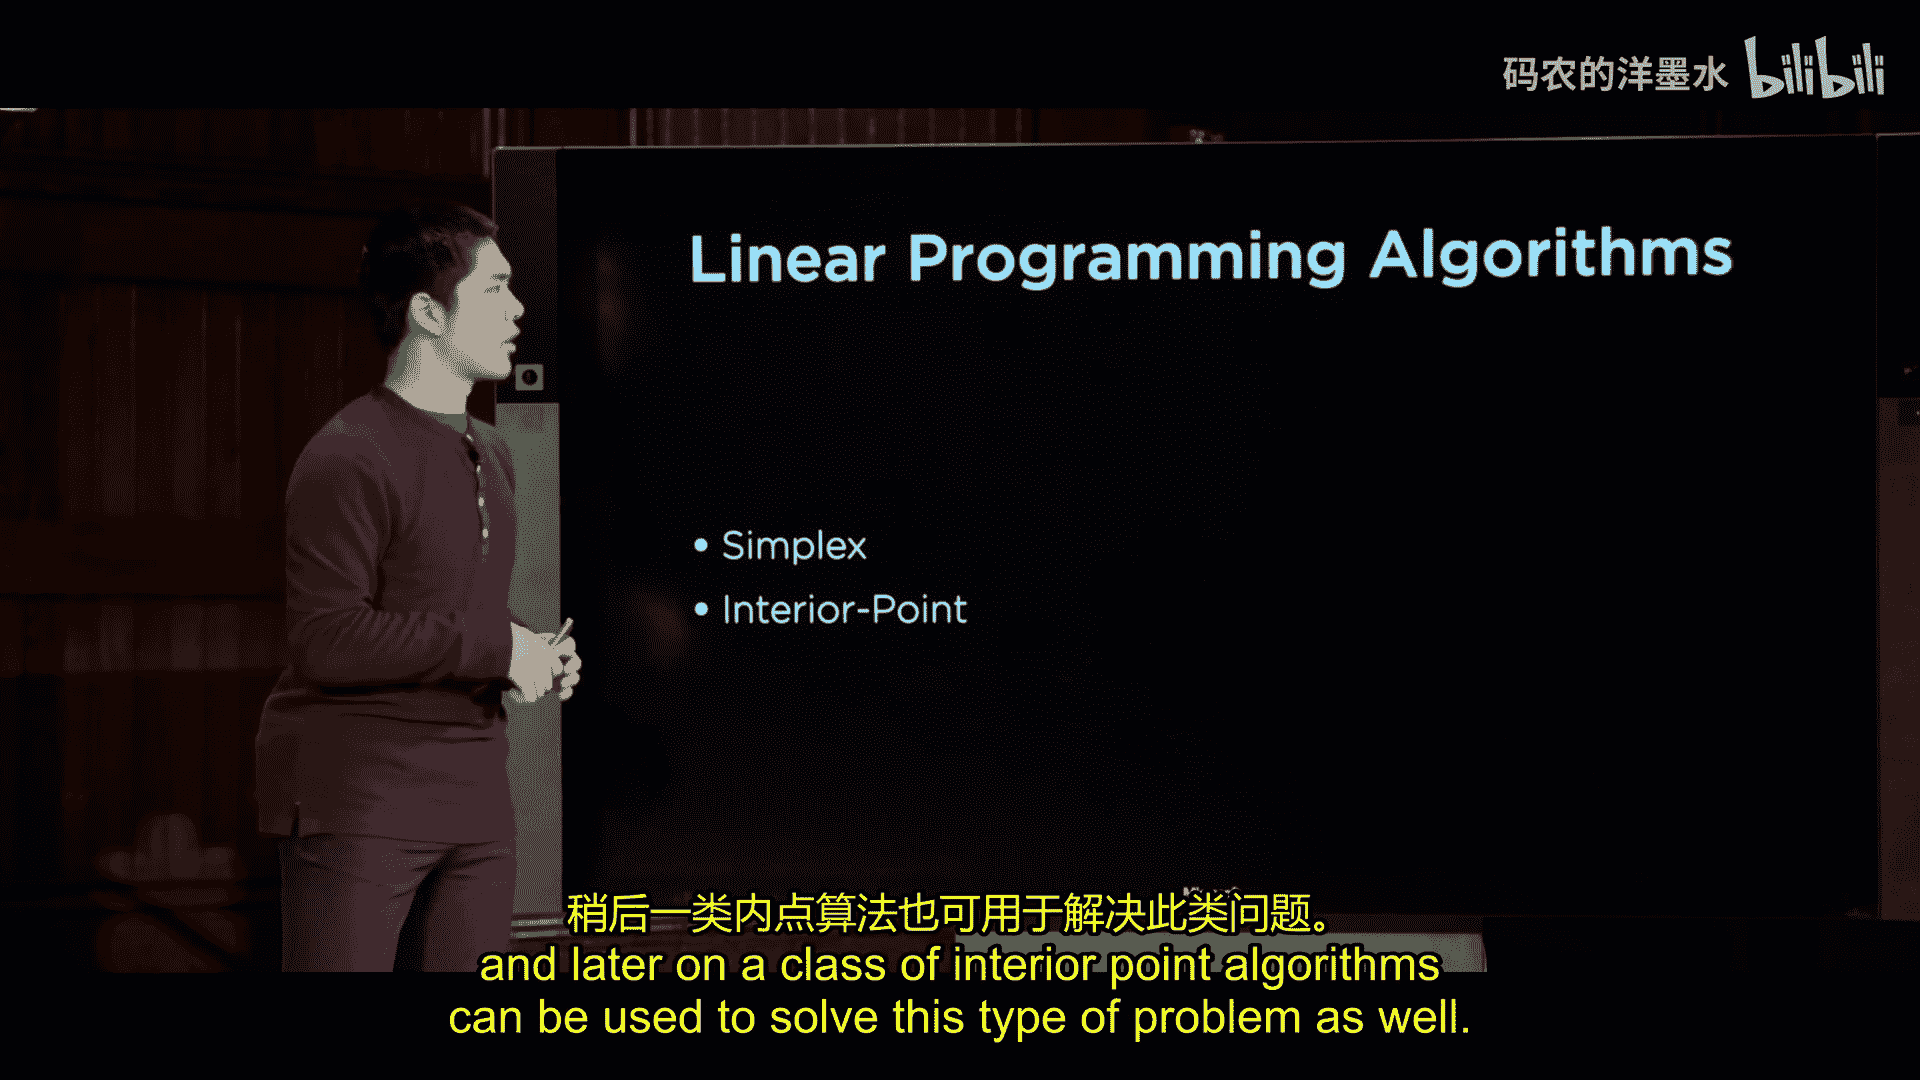 码农的洋墨水 bilibili
Linear Programming Algorithms
• Simplex
• Interior-Point
稍后一类内点算法也可用于解决此类问题。
and later on a class of interior point algorithms
can be used to solve this type of problem as well.